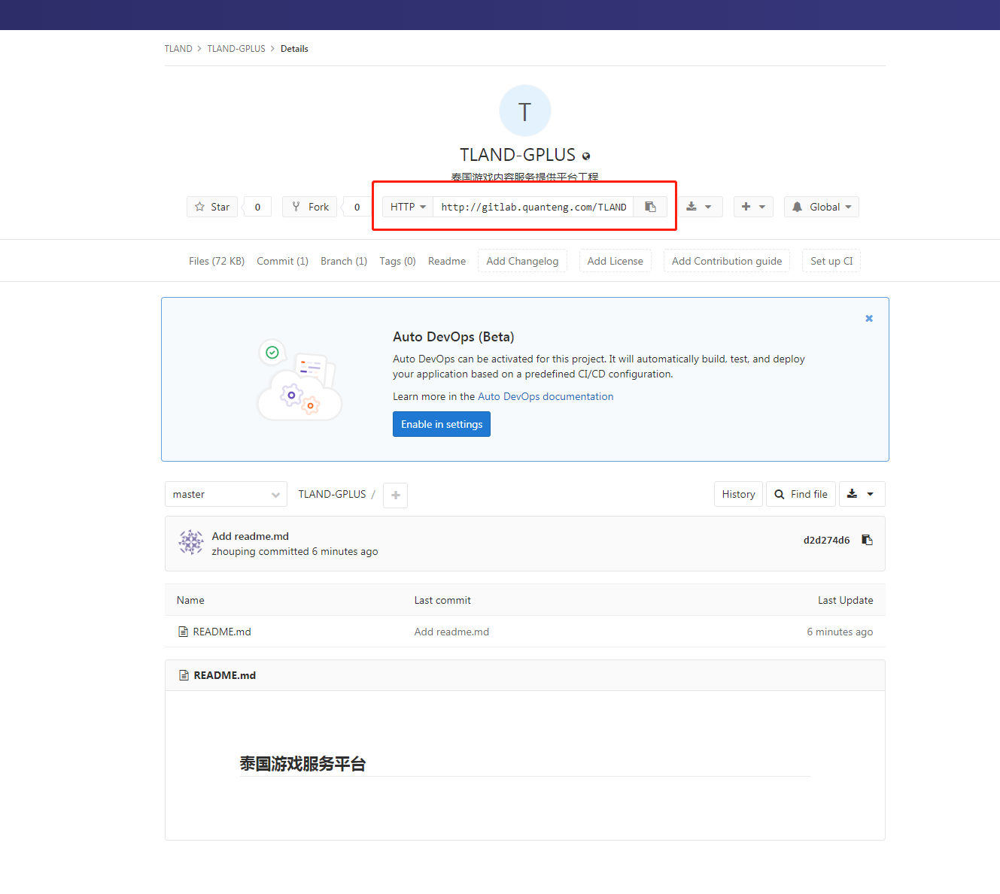 TLAND > TLAND-GPLUS > Details
T
TLAND-GPLUS
泰国游戏内容服务提供平台工程
Star 0 Fork 0 HTTP http://gitlab.quanteng.com/TLAND Global
Files (72 KB) Commit (1) Branch (1) Tags (0) Readme Add Changelog Add License Add Contribution guide Set up CI
Auto DevOps (Beta)
Auto DevOps can be activated for this project. It will automatically build, test, and deploy
your application based on a predefined CI/CD configuration.
Learn more in the Auto DevOps documentation
Enable in settings
master TLAND-GPLUS / + History Find file
Add readme.md
zhouping committed 6 minutes ago
d2d274d6
Name Last commit Last Update
README.md Add readme.md 6 minutes ago
README.md
泰国游戏服务平台